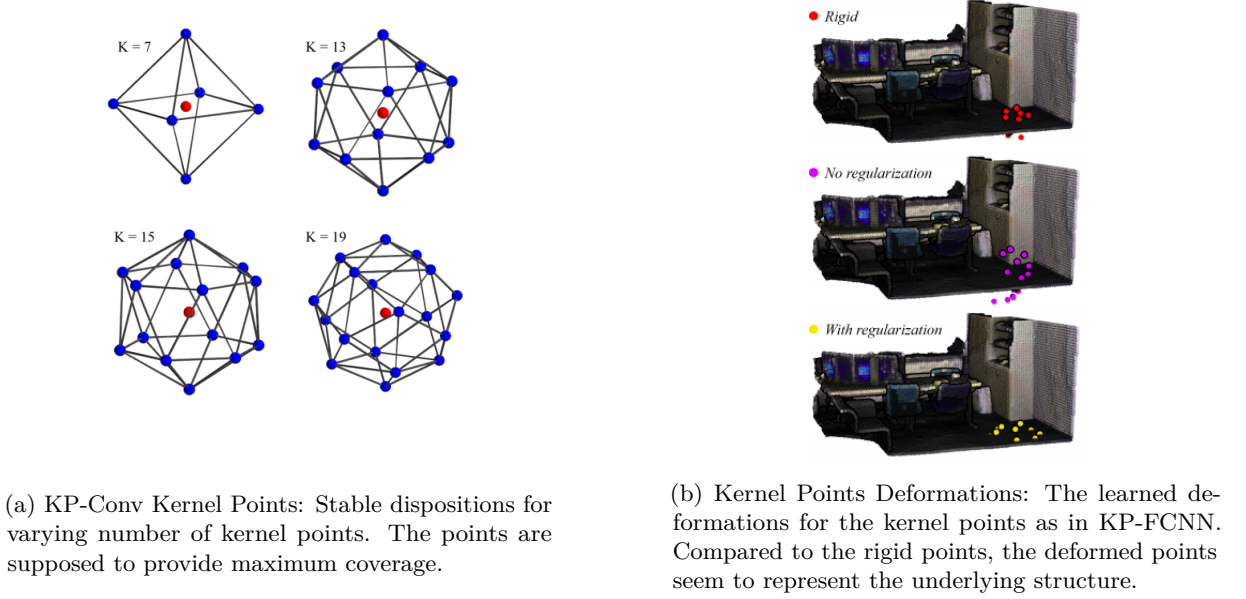 K = 7
K = 13
K = 15
K = 19
(a) KP-Conv Kernel Points: Stable dispositions for
varying number of kernel points. The points are
supposed to provide maximum coverage.
Rigid
No regularization
With regularization
(b) Kernel Points Deformations: The learned de-
formations for the kernel points as in KP-FCNN.
Compared to the rigid points, the deformed points
seem to represent the underlying structure.